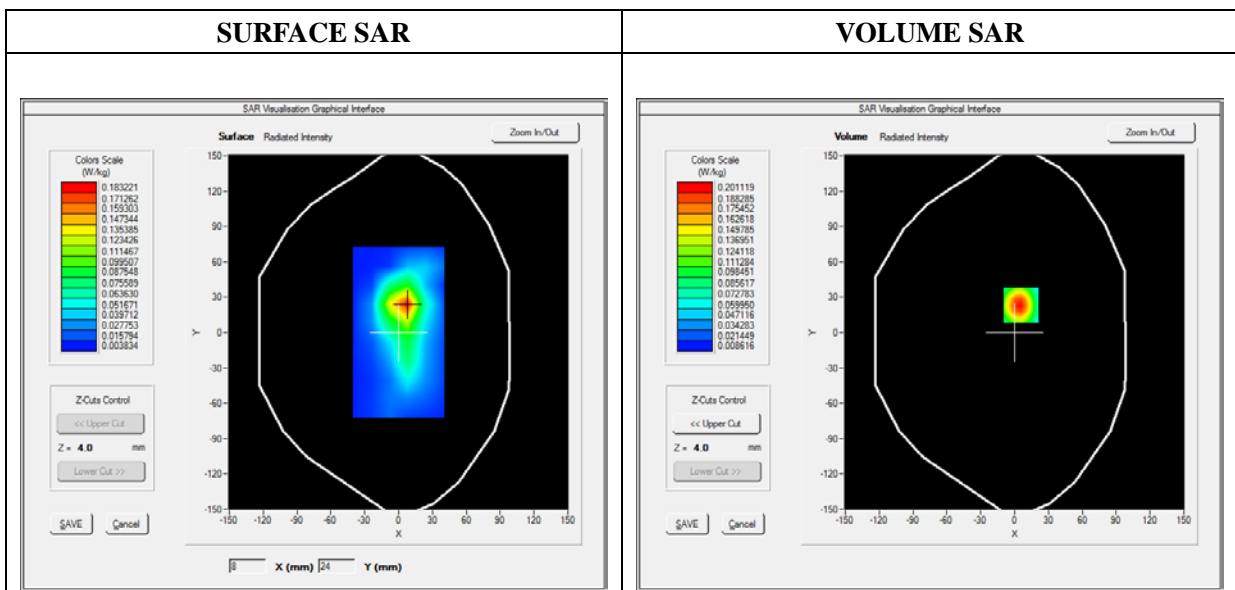 SURFACE SAR
VOLUME SAR
SAR Visualisation Graphical Interface
Surface Radiated Intensity
Zoom In/Out
Colors Scale
(W/kg)
0.183221
0.171262
0.159303
0.147344
0.135385
0.123426
0.111467
0.099507
0.087548
0.075589
0.063630
0.051671
0.039712
0.027753
0.015794
0.003834
Z-Cuts Control
<< Upper Cut
Z = 4.0 mm
Lower Cut >>
SAVE Cancel
150
120
90
60
30
0
-30
-60
-90
-120
-150
Y
-150 -120 -90 -60 -30 0 30 60 90 120 150
X
8 X (mm) 24 Y (mm)
SAR Visualisation Graphical Interface
Volume Radiated Intensity
Zoom In/Out
Colors Scale
(W/kg)
0.201119
0.188285
0.175452
0.162618
0.149785
0.136951
0.124118
0.111284
0.098451
0.085617
0.072783
0.059950
0.047116
0.034283
0.021449
0.008616
Z-Cuts Control
<< Upper Cut
Z = 4.0 mm
Lower Cut >>
SAVE Cancel
150
120
90
60
30
0
-30
-60
-90
-120
-150
Y
-150 -120 -90 -60 -30 0 30 60 90 120 150
X